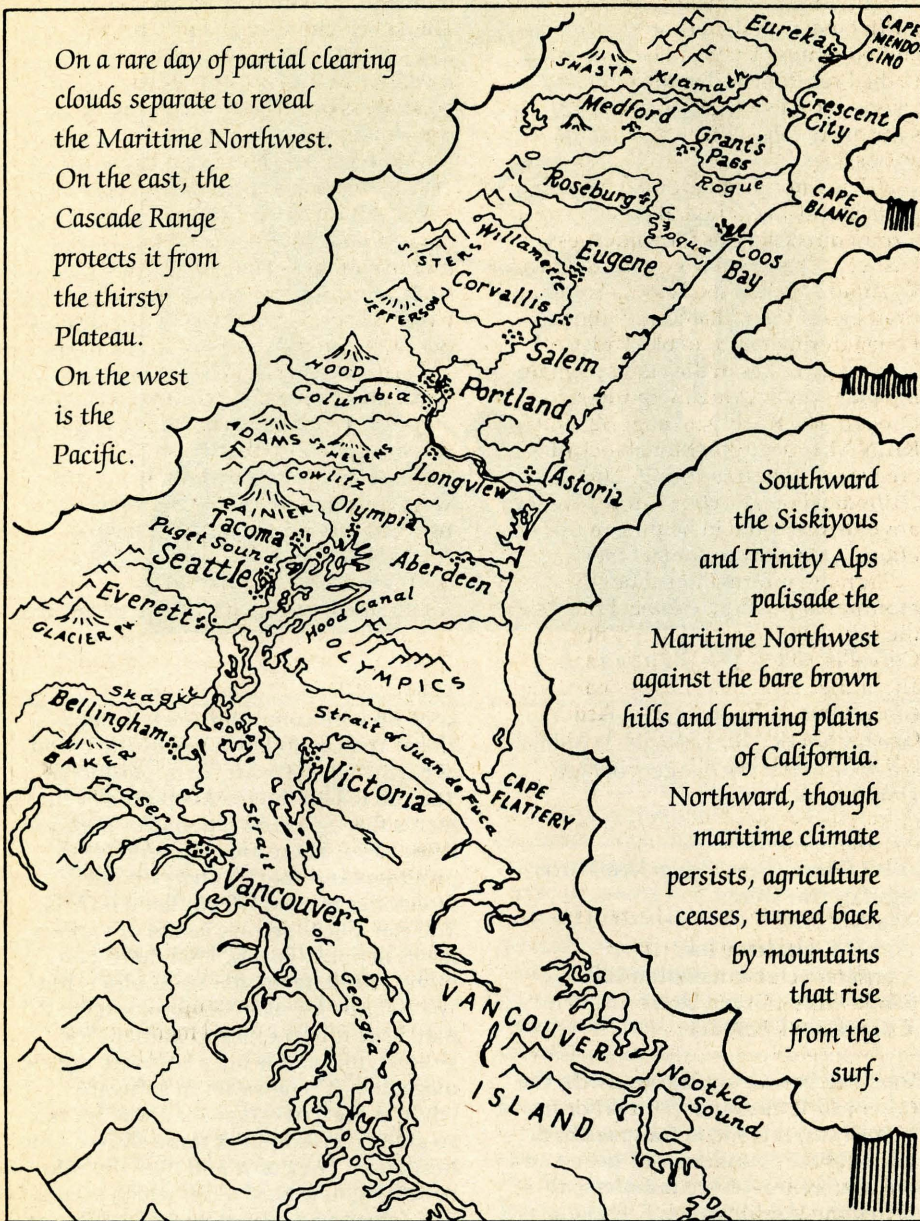 On a rare day of partial clearing
clouds separate to reveal
the Maritime Northwest.
On the east, the
Cascade Range
protects it from
the thirsty
Plateau.
On the west
is the
Pacific.
Eureka
CAPE
MENDO-
CINO
SHASTA
Klamath
Crescent
City
Medford
Grant's
Pass
Rogue
CAPE
BLANCO
Roseburg
Umpqua
Coos
Bay
SISTERS
Willamette
Eugene
Corvallis
JEFFERSON
Salem
HOOD
Columbia
Portland
ADAMS
ST HELENS
Cowlitz
Longview
Astoria
RAINIER
Olympia
Tacoma
Puget Sound
Seattle
Aberdeen
Everett
Hood Canal
GLACIER PK.
OLYMPICS
Skagit
Bellingham
BAKER
Strait of Juan de Fuca
Victoria
CAPE
FLATTERY
Fraser
Strait
of
Georgia
Vancouver
VANCOUVER
ISLAND
Nootka
Sound
Southward
the Siskiyous
and Trinity Alps
palisade the
Maritime Northwest
against the bare brown
hills and burning plains
of California.
Northward, though
maritime climate
persists, agriculture
ceases, turned back
by mountains
that rise
from the
surf.